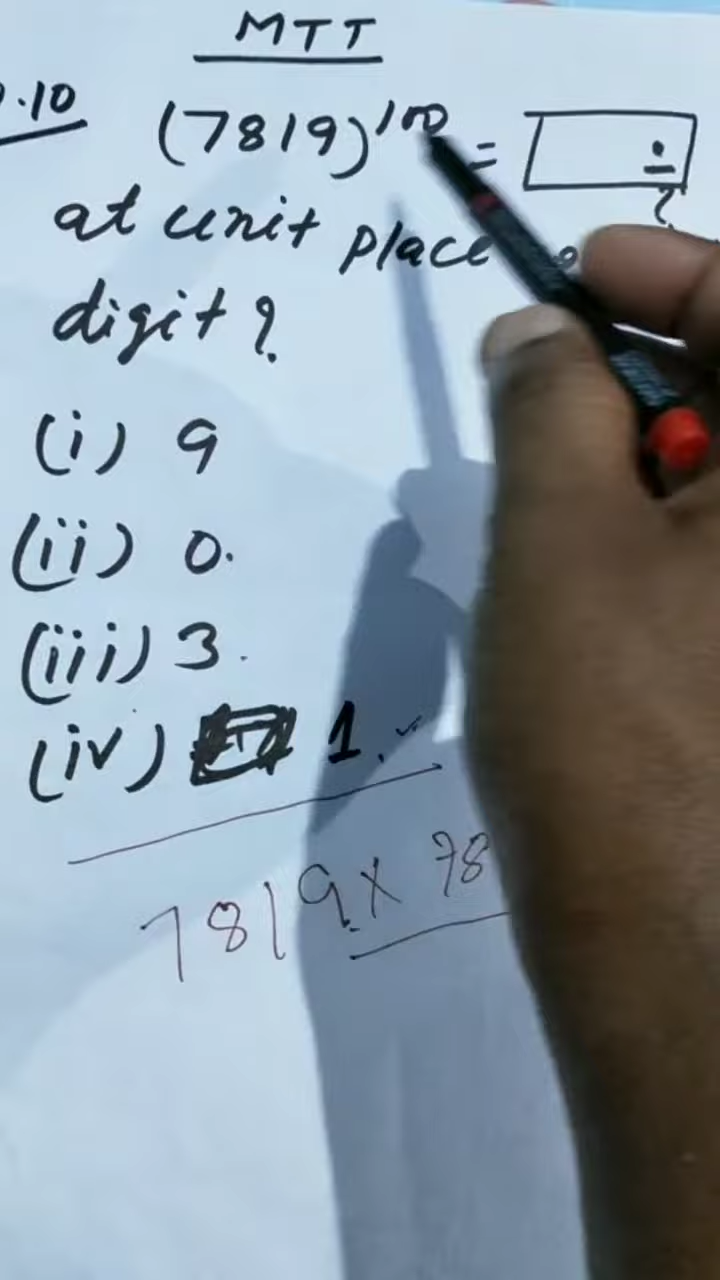 MTT
.10 (7819)^100 = .
?
at unit place
digit ?
(i) 9
(ii) 0.
(iii) 3.
(iv) 1.
7819 x 78